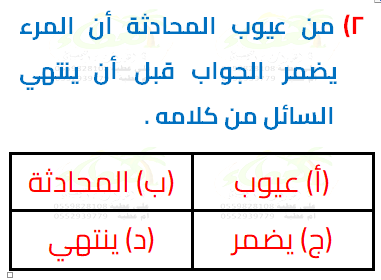 ٢) من عيوب المحادثة أن المرء
يضمر الجواب قبل أن ينتهي
السائل من كلامه .
(أ) عيوب (ب) المحادثة
(ج) يضمر (د) ينتهي